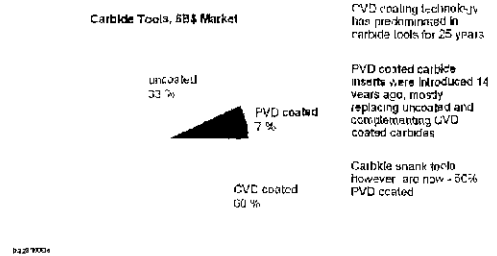 Carbide Tools, 5B$ Market
uncoated
33 %
PVD coated
7 %
CVD coated
60 %
CVD coating technology
has predominated in
carbide tools for 25 years
PVD coated carbide
inserts were introduced 14
years ago, mostly
replacing uncoated and
complementing CVD
coated carbides
Carbide shank tools
however are now ~50%
PVD coated